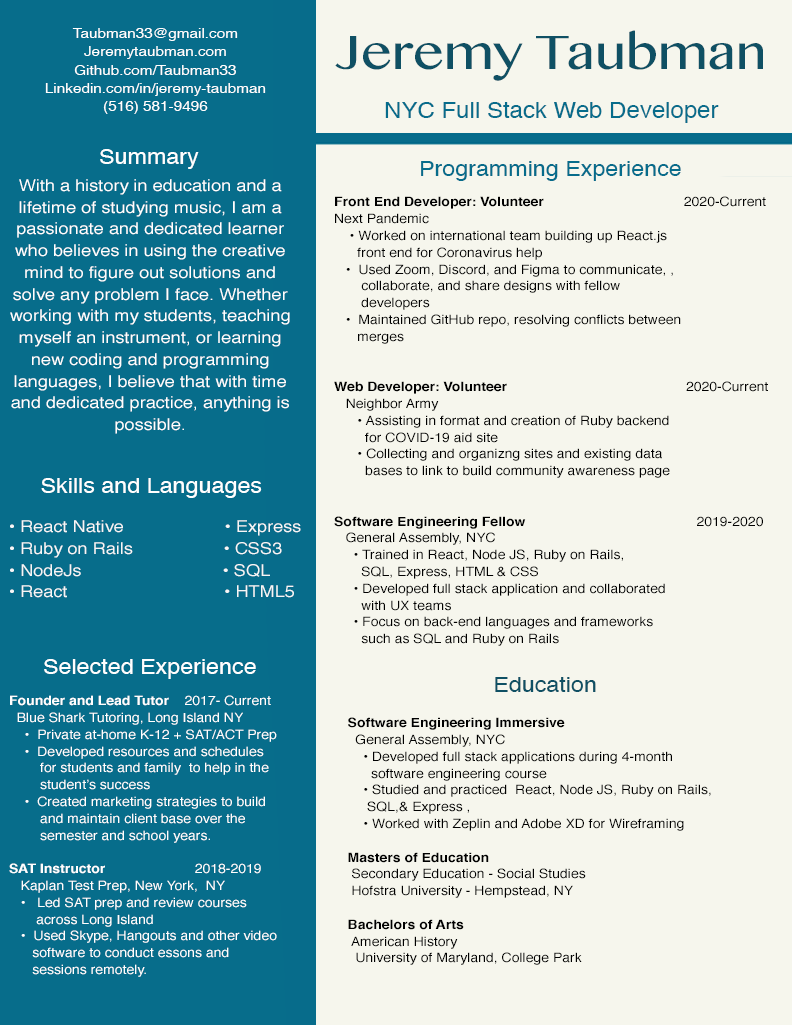 Taubman33@gmail.com
Jeremytaubman.com
Github.com/Taubman33
Linkedin.com/in/jeremy-taubman
(516) 581-9496
Summary
With a history in education and a
lifetime of studying music, I am a
passionate and dedicated learner
who believes in using the creative
mind to figure out solutions and
solve any problem I face. Whether
working with my students, teaching
myself an instrument, or learning
new coding and programming
languages, I believe that with time
and dedicated practice, anything is
possible.
Skills and Languages
• React Native • Express
• Ruby on Rails • CSS3
• NodeJs • SQL
• React • HTML5
Selected Experience
Founder and Lead Tutor 2017- Current
Blue Shark Tutoring, Long Island NY
• Private at-home K-12 + SAT/ACT Prep
• Developed resources and schedules
for students and family to help in the
student's success
• Created marketing strategies to build
and maintain client base over the
semester and school years.
SAT Instructor 2018-2019
Kaplan Test Prep, New York, NY
• Led SAT prep and review courses
across Long Island
• Used Skype, Hangouts and other video
software to conduct essons and
sessions remotely.
Jeremy Taubman
NYC Full Stack Web Developer
Programming Experience
Front End Developer: Volunteer 2020-Current
Next Pandemic
• Worked on international team building up React.js
front end for Coronavirus help
• Used Zoom, Discord, and Figma to communicate, ,
collaborate, and share designs with fellow
developers
• Maintained GitHub repo, resolving conflicts between
merges
Web Developer: Volunteer 2020-Current
Neighbor Army
• Assisting in format and creation of Ruby backend
for COVID-19 aid site
• Collecting and organizng sites and existing data
bases to link to build community awareness page
Software Engineering Fellow 2019-2020
General Assembly, NYC
• Trained in React, Node JS, Ruby on Rails,
SQL, Express, HTML & CSS
• Developed full stack application and collaborated
with UX teams
• Focus on back-end languages and frameworks
such as SQL and Ruby on Rails
Education
Software Engineering Immersive
General Assembly, NYC
• Developed full stack applications during 4-month
software engineering course
• Studied and practiced React, Node JS, Ruby on Rails,
SQL,& Express ,
• Worked with Zeplin and Adobe XD for Wireframing
Masters of Education
Secondary Education - Social Studies
Hofstra University - Hempstead, NY
Bachelors of Arts
American History
University of Maryland, College Park